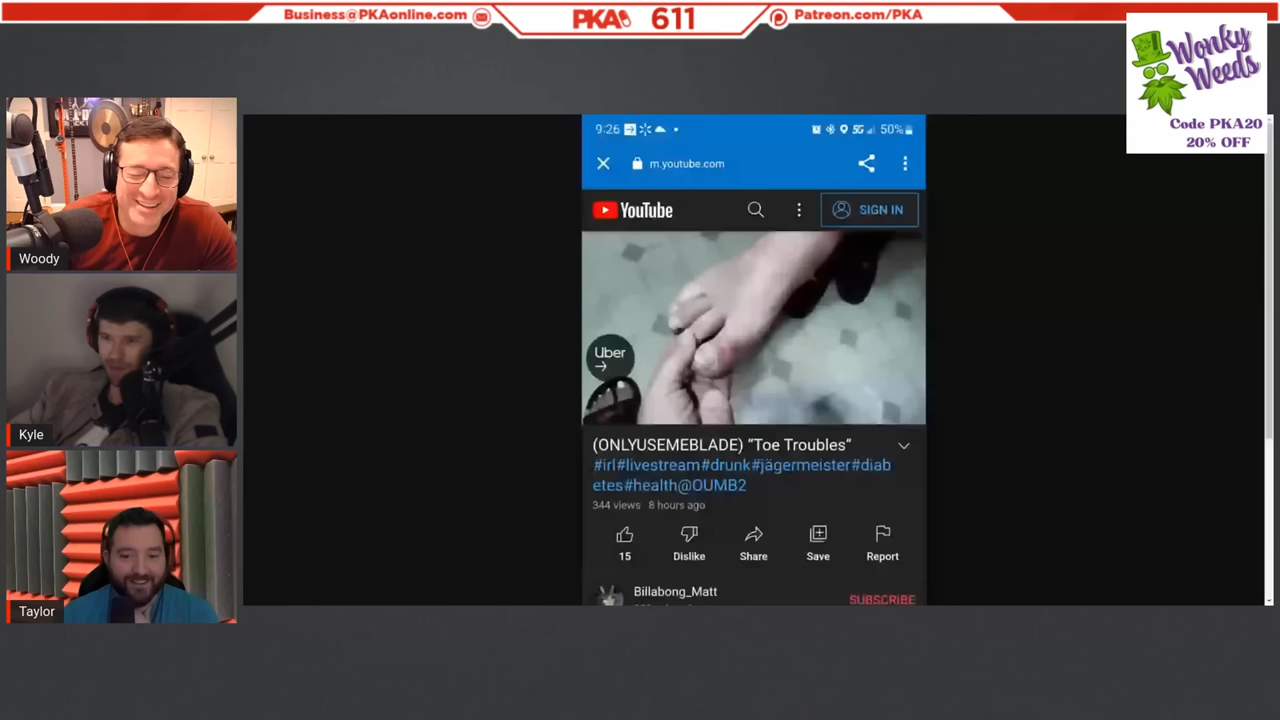 Business@PKAonline.com
PKA 611
Patreon.com/PKA
Wonky
Weeds
Code PKA20
20% OFF
Woody
Kyle
Taylor
9:26
5G
50%
m.youtube.com
YouTube
SIGN IN
Uber
(ONLYUSEMEBLADE) "Toe Troubles"
#irl#livestream#drunk#jägermeister#diab
etes#health@OUMB2
344 views 8 hours ago
15
Dislike
Share
Save
Report
Billabong_Matt
SUBSCRIBE